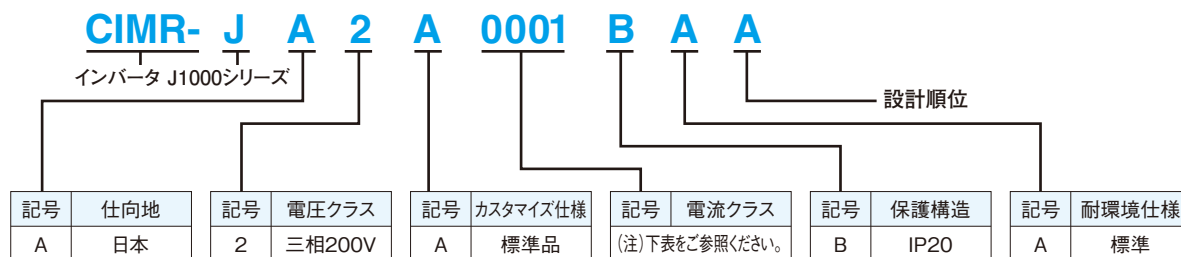 CIMR- J A 2 A 0001 B A A
インバータ J1000シリーズ
設計順位
記号 仕向地
A 日本
記号 電圧クラス
2 三相200V
記号 カスタマイズ仕様
A 標準品
記号 電流クラス
(注)下表をご参照ください。
記号 保護構造
B IP20
記号 耐環境仕様
A 標準